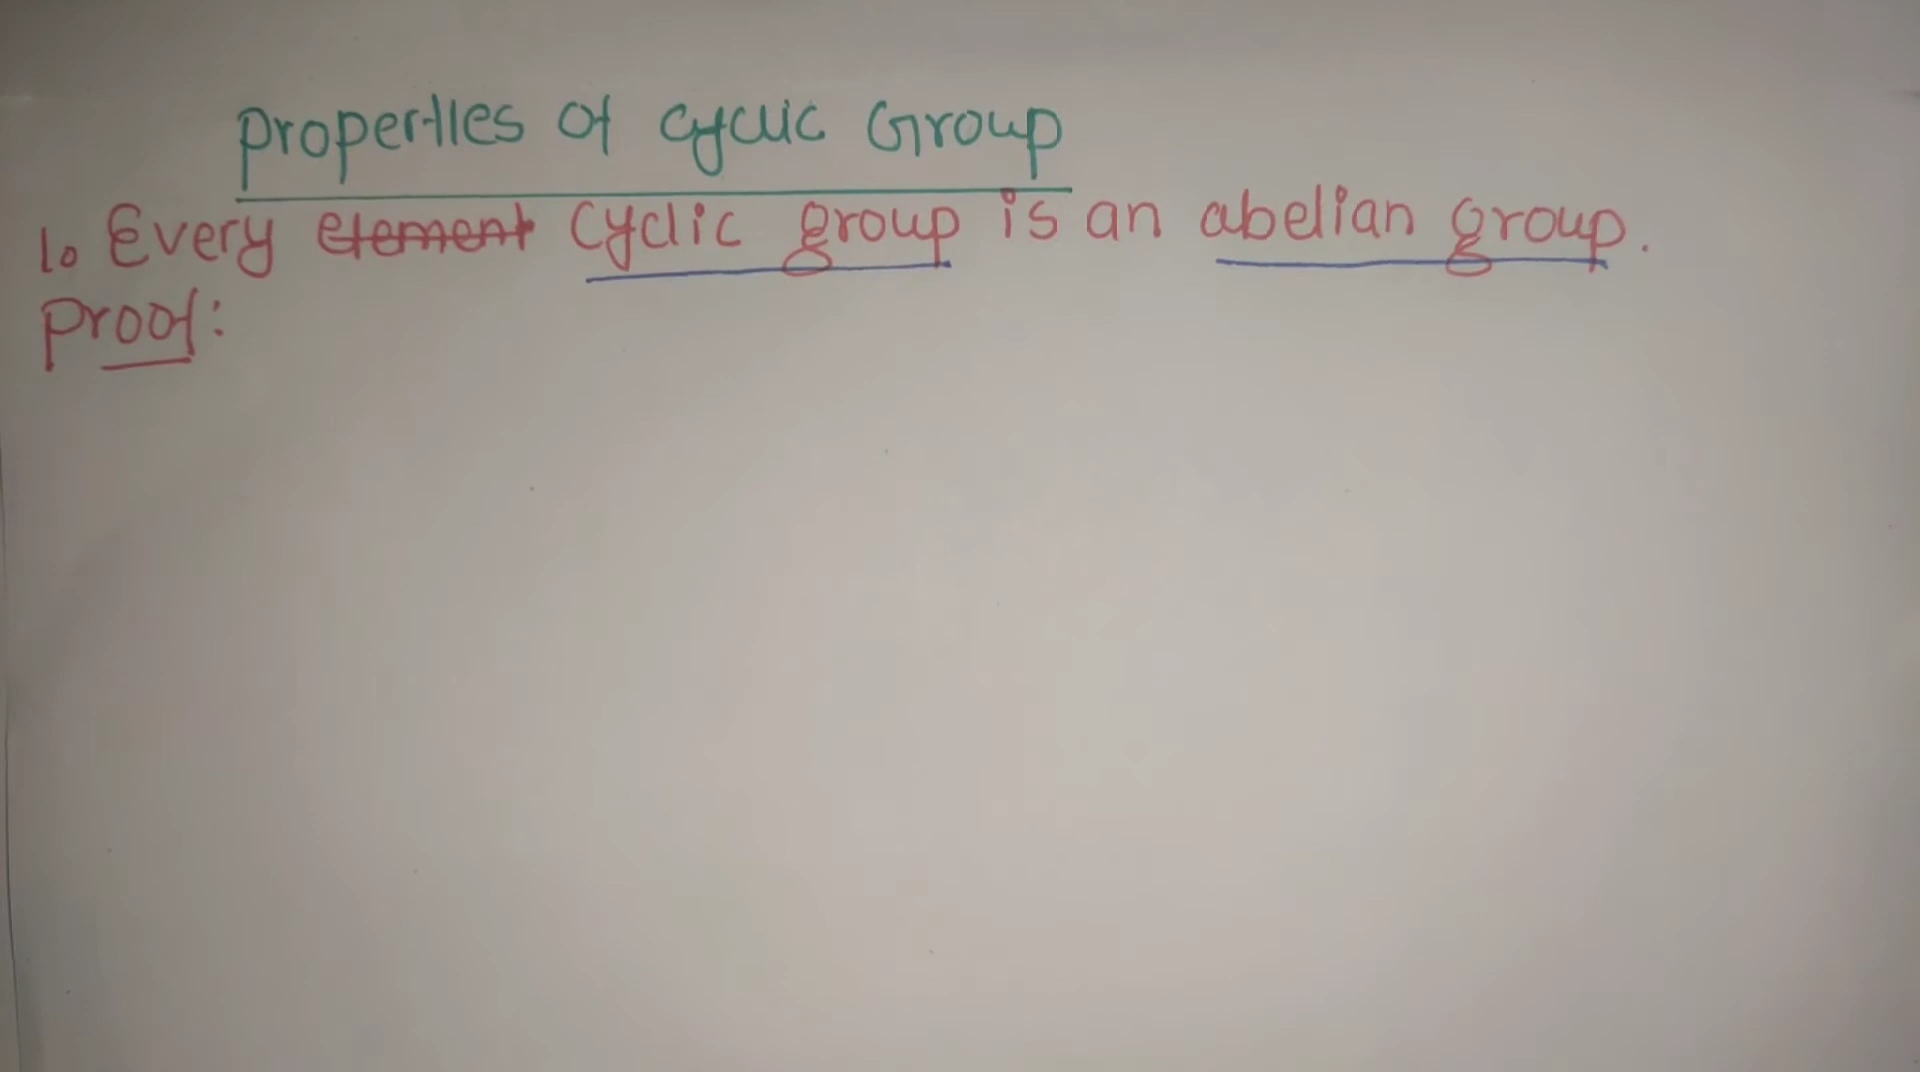 Properties of cyclic Group
1. Every element cyclic group is an abelian group.
Proof: